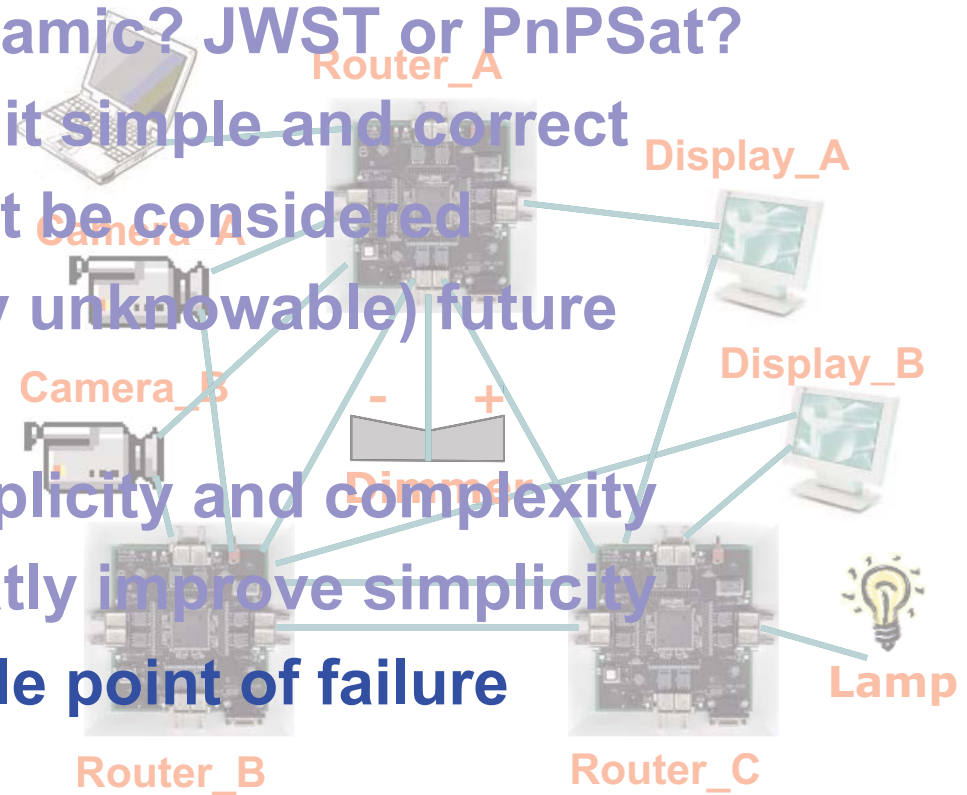 amic? JWST or PnPSat?
Router_A
it simple and correct
Display_A
t be considered
Camera_A
y unknowable) future
Display_B
Camera_B
- +
plicity and complexity
Dimmer
tly improve simplicity
le point of failure
Lamp
Router_B
Router_C